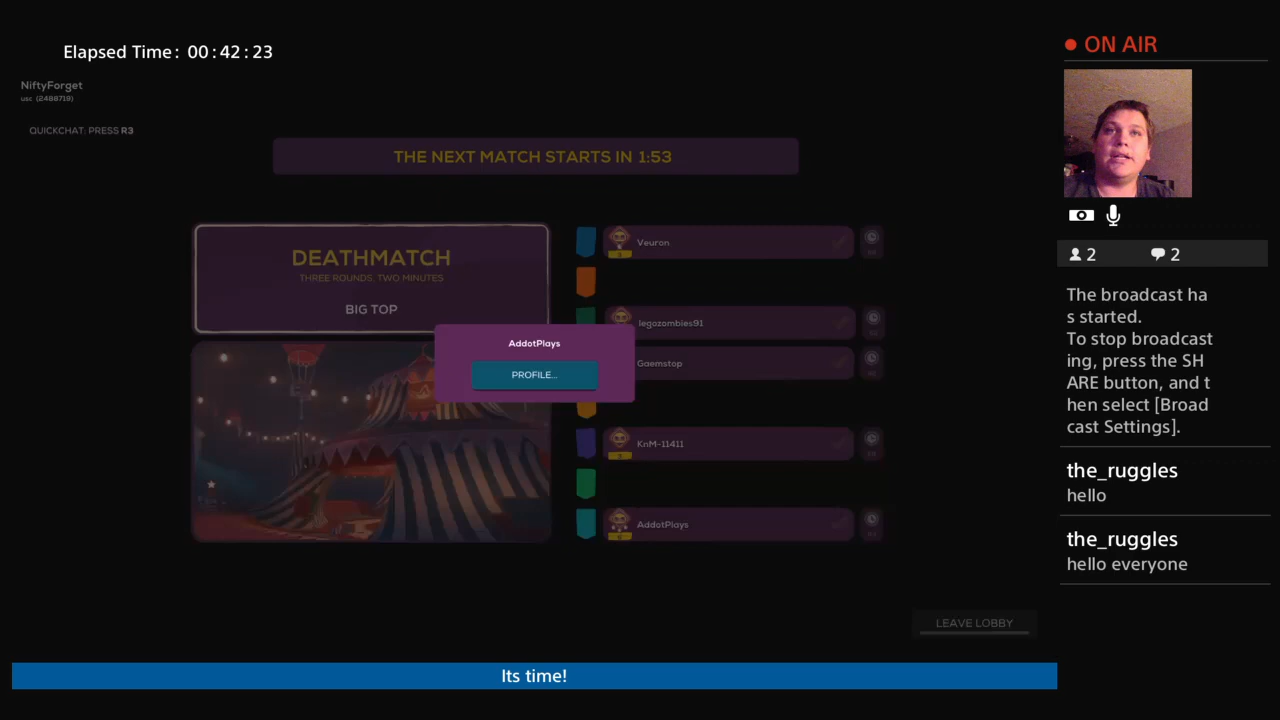 Elapsed Time: 00:42:23
NiftyForget
usc (2488719)
QUICKCHAT: PRESS R3
THE NEXT MATCH STARTS IN 1:53
DEATHMATCH
THREE ROUNDS, TWO MINUTES
BIG TOP
Veuron
legozombies91
Gaemstop
KnM-11411
AddotPlays
AddotPlays
PROFILE...
LEAVE LOBBY
Its time!
ON AIR
2
2
The broadcast ha
s started.
To stop broadcast
ing, press the SH
ARE button, and t
hen select [Broad
cast Settings].
the_ruggles
hello
the_ruggles
hello everyone